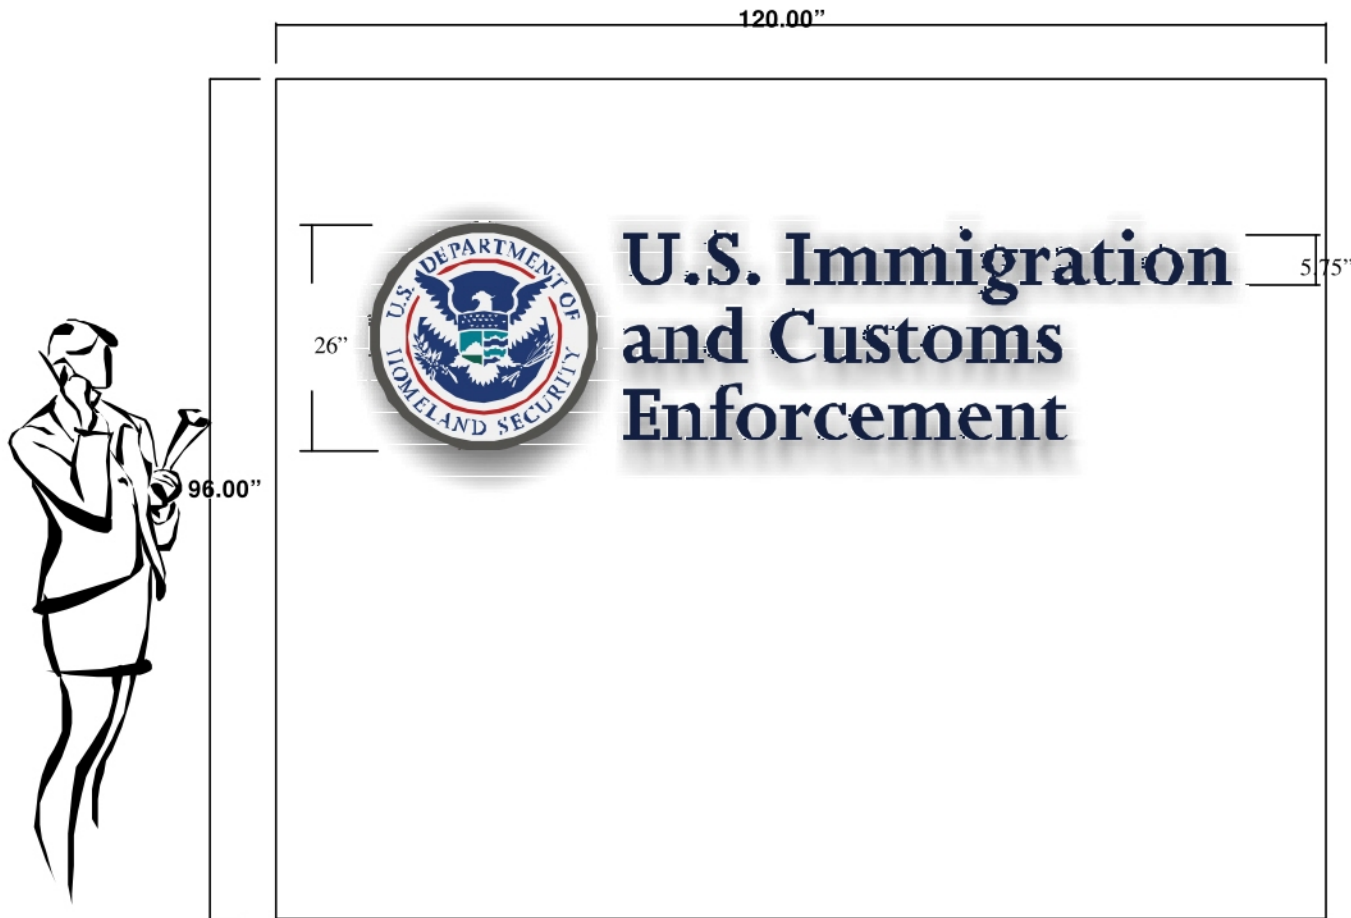 120.00”
U.S. DEPARTMENT OF
HOMELAND SECURITY
U.S. Immigration
and Customs
Enforcement
5.75”
26”
96.00”